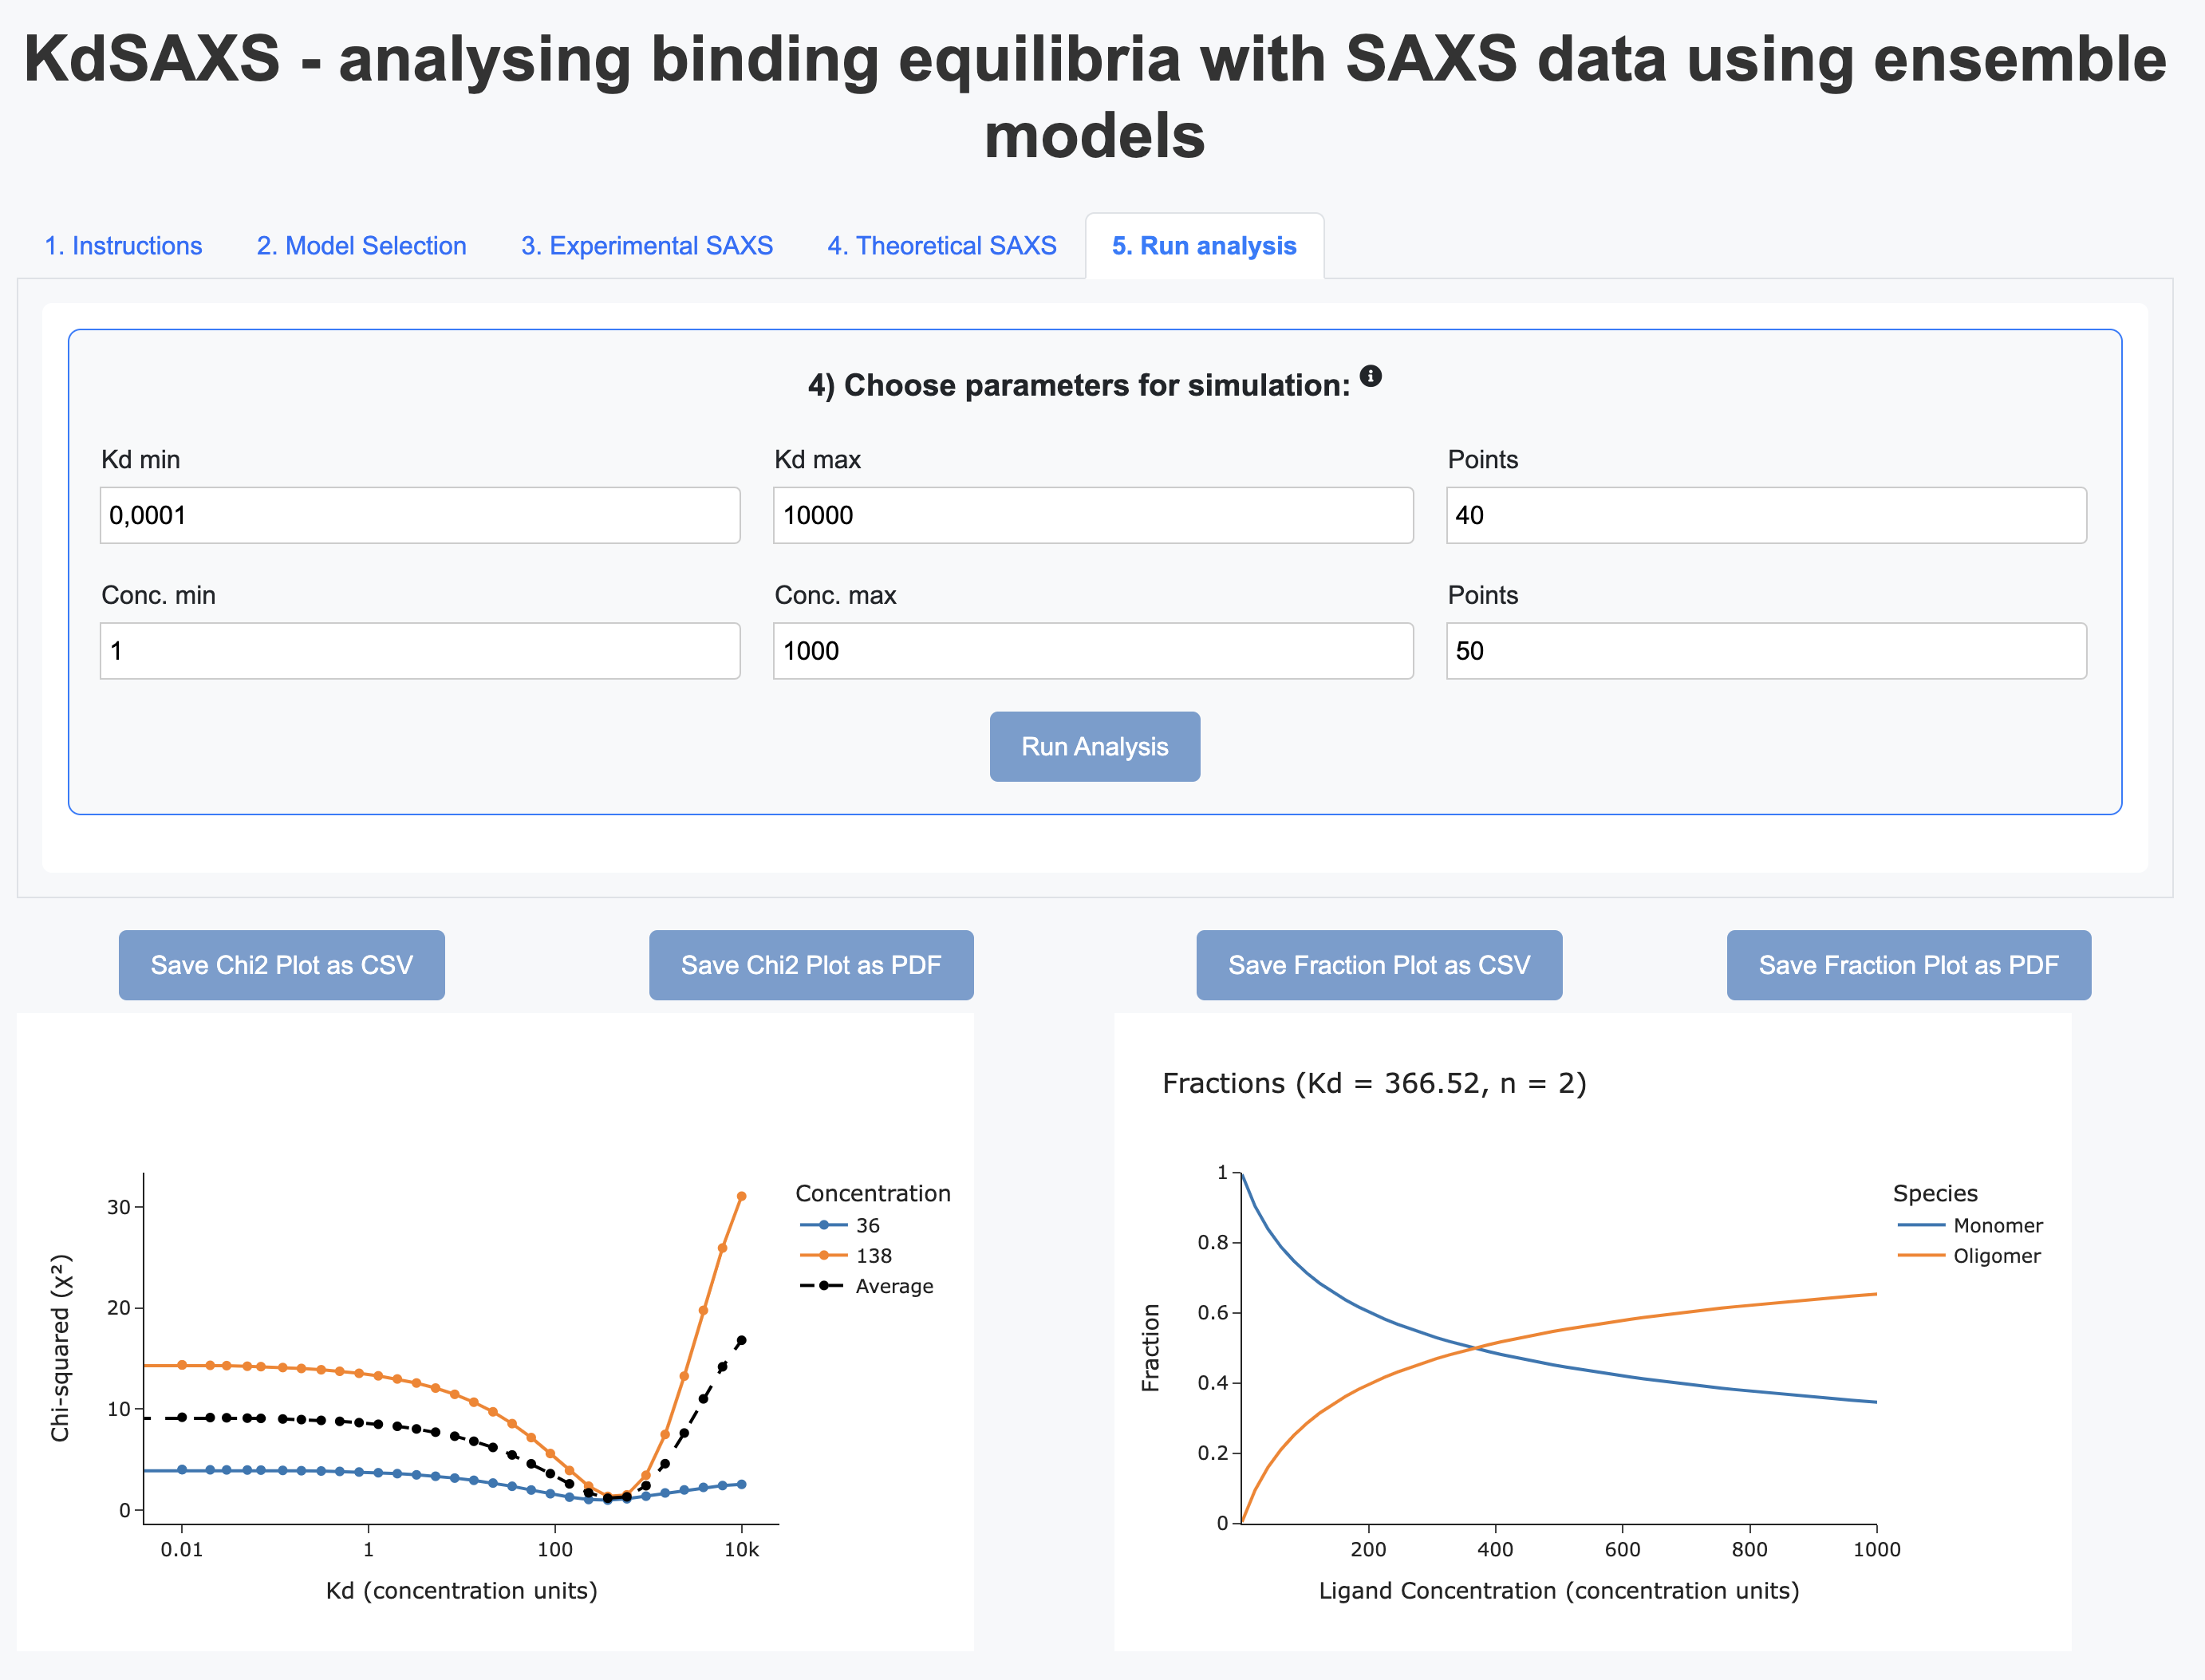 KdSAXS - analysing binding equilibria with SAXS data using ensemble
models
1. Instructions
2. Model Selection
3. Experimental SAXS
4. Theoretical SAXS
5. Run analysis
4) Choose parameters for simulation:
Kd min
Kd max
Points
0,0001
10000
40
Conc. min
Conc. max
Points
1
1000
50
Run Analysis
Save Chi2 Plot as CSV
Save Chi2 Plot as PDF
Save Fraction Plot as CSV
Save Fraction Plot as PDF
Chi-squared (χ²)
30
20
10
0
0.01
1
100
10k
Kd (concentration units)
Concentration
36
138
Average
Fractions (Kd = 366.52, n = 2)
Fraction
1
0.8
0.6
0.4
0.2
0
200
400
600
800
1000
Ligand Concentration (concentration units)
Species
Monomer
Oligomer